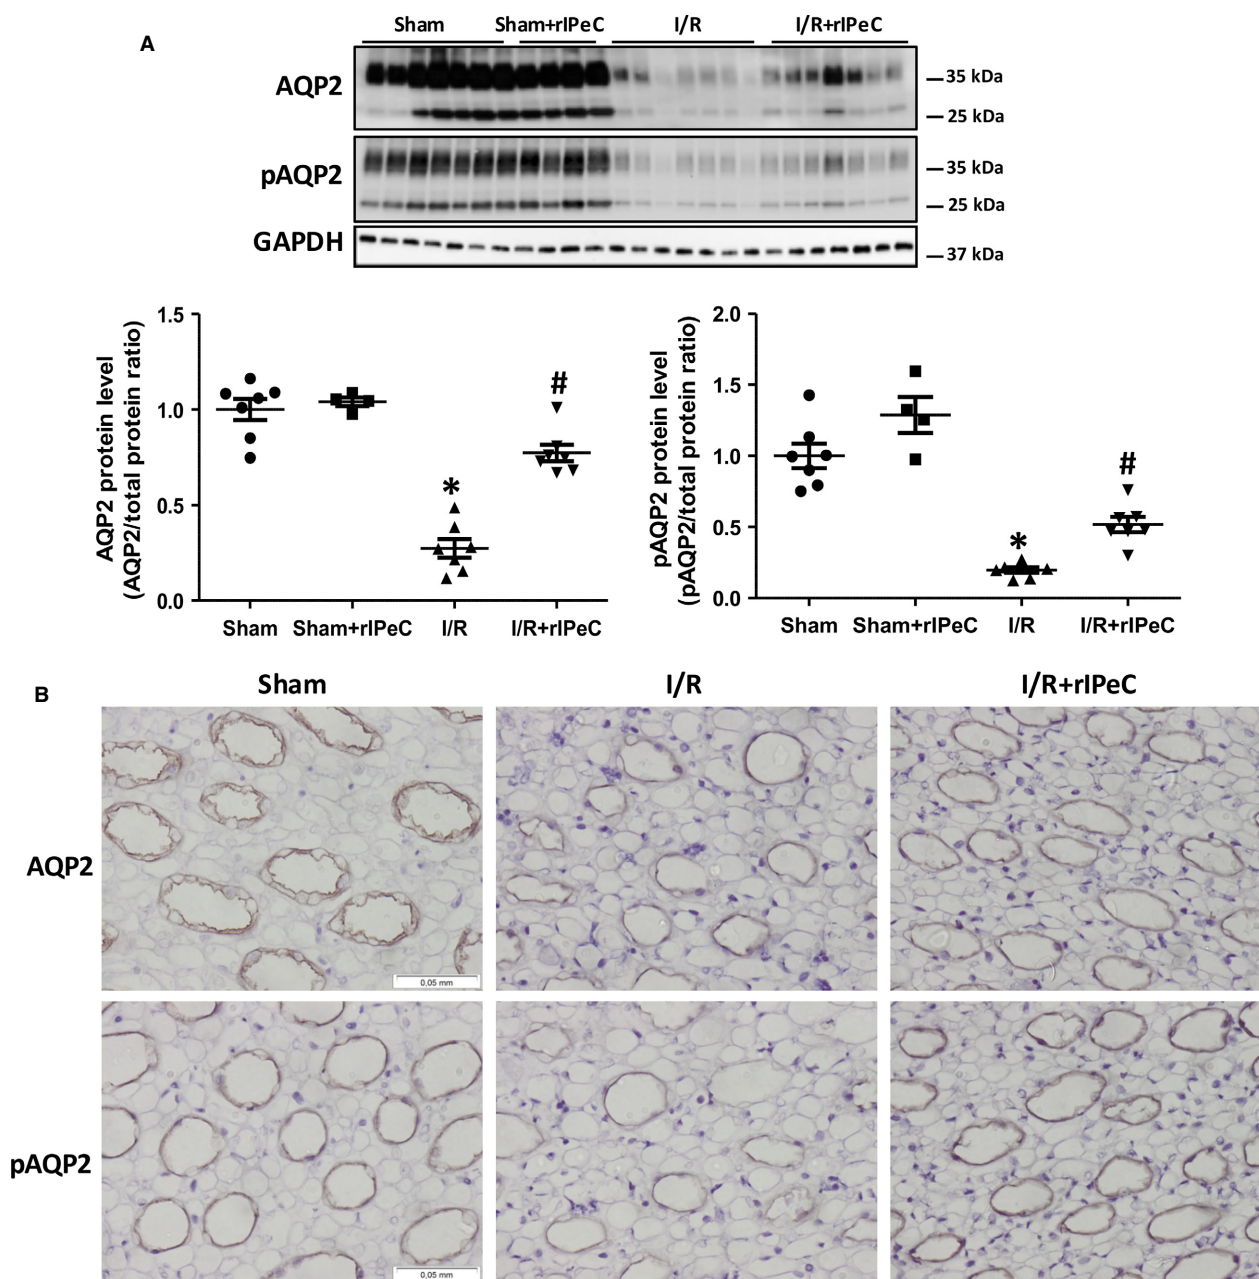 A
Sham Sham+rIPeC I/R I/R+rIPeC
AQP2
35 kDa
25 kDa
pAQP2
35 kDa
25 kDa
GAPDH
37 kDa
AQP2 protein level
(AQP2/total protein ratio)
1.5
1.0
0.5
0.0
*
#
Sham Sham+rIPeC I/R I/R+rIPeC
pAQP2 protein level
(pAQP2/total protein ratio)
2.0
1.5
1.0
0.5
0.0
*
#
Sham Sham+rIPeC I/R I/R+rIPeC
B
Sham I/R I/R+rIPeC
AQP2
0,05 mm
pAQP2
0,05 mm